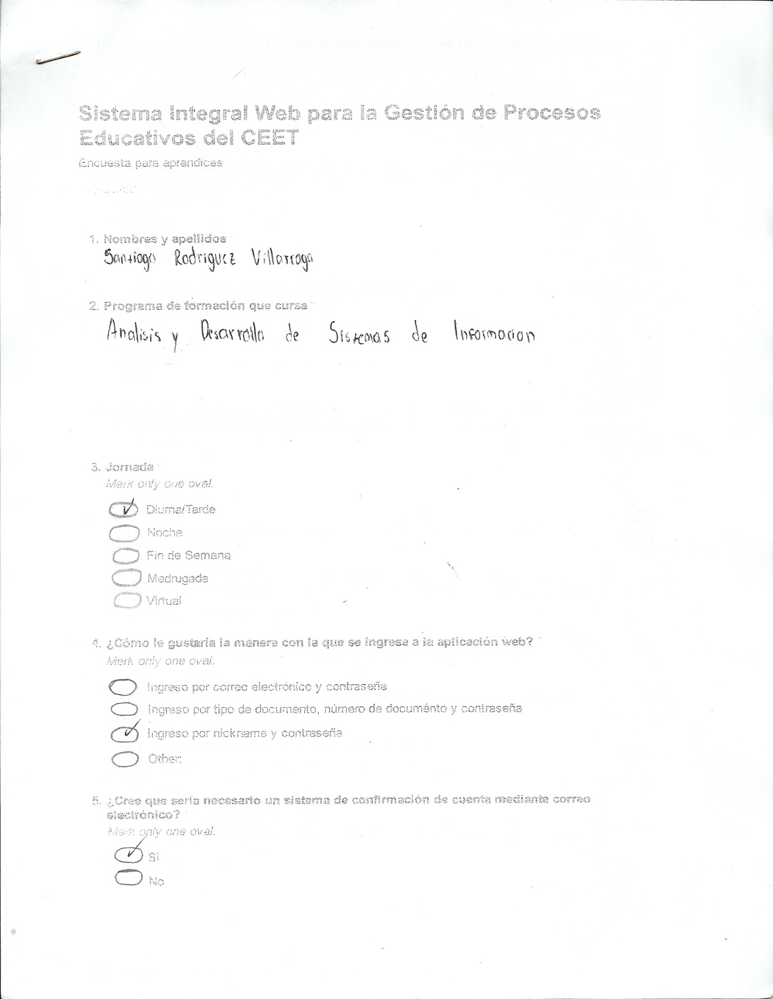 Sistema Integral Web para la Gestión de Procesos
Educativos del CEET
Encuesta para aprendices
1. Nombres y apellidos
Santiago Rodriguez Villarraga
2. Programa de formación que cursa
Analisis y Desarrollo de Sistemas de Informacion
3. Jornada
Mark only one oval.
Diurna/Tarde
Noche
Fin de Semana
Madrugada
Virtual
4. ¿Cómo le gustaría la manera con la que se ingresa a la aplicación web?
Mark only one oval.
Ingreso por correo electrónico y contraseña
Ingreso por tipo de documento, número de documento y contraseña
Ingreso por nickname y contraseña
Other:
5. ¿Cree que sería necesario un sistema de confirmación de cuenta mediante correo
electrónico?
Mark only one oval.
Si
No